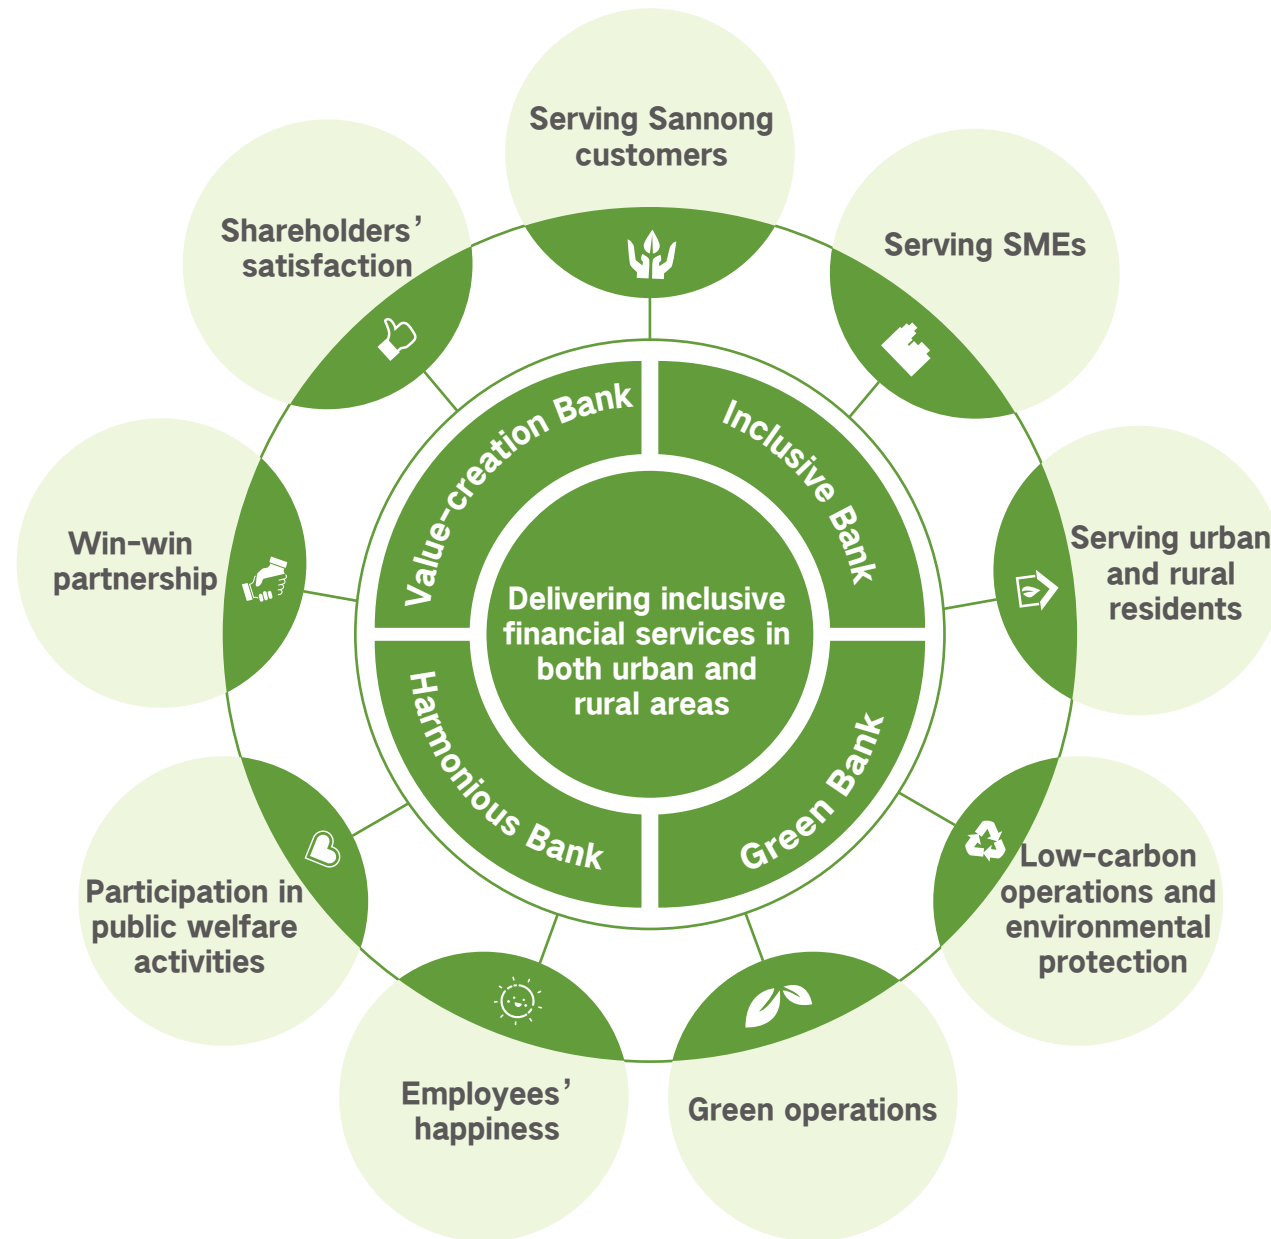 Serving Sannong
customers
Serving SMEs
Shareholders’
satisfaction
Value-creation Bank
Inclusive Bank
Win-win
partnership
Serving urban
and rural
residents
Delivering inclusive
financial services in
both urban and
rural areas
Harmonious Bank
Green Bank
Participation in
public welfare
activities
Low-carbon
operations and
environmental
protection
Employees’
happiness
Green operations